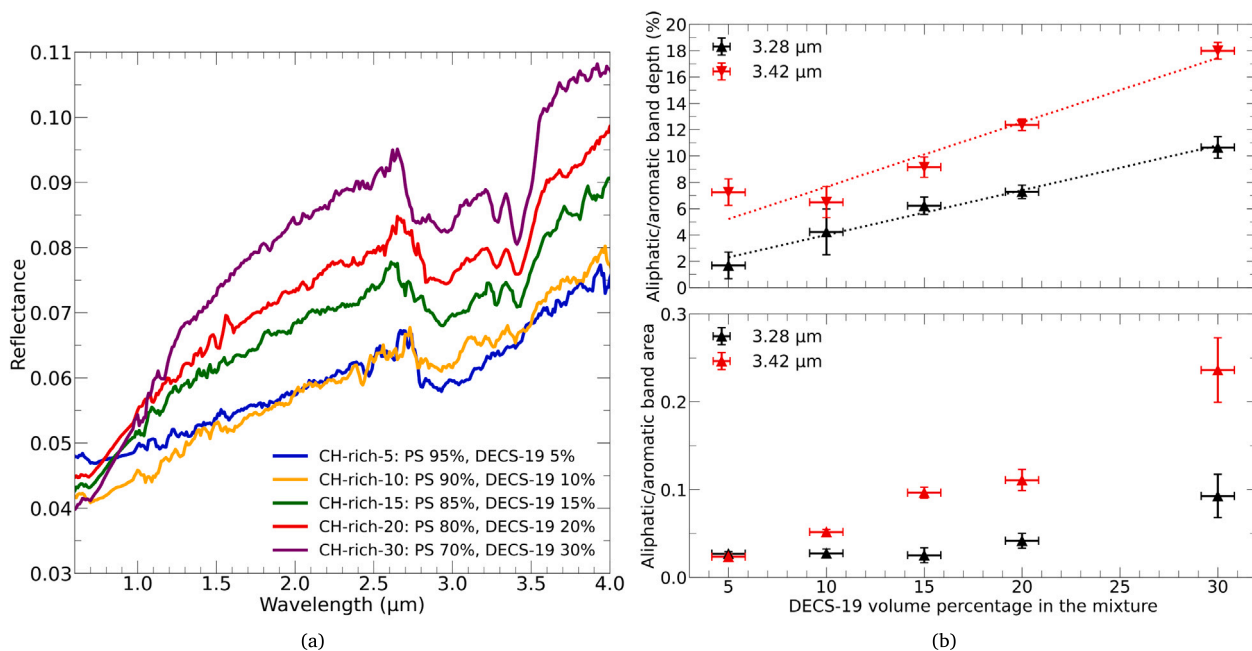 0.11
0.10
0.09
0.08
0.07
0.06
0.05
0.04
0.03
Reflectance
CH-rich-5: PS 95%, DECS-19 5%
CH-rich-10: PS 90%, DECS-19 10%
CH-rich-15: PS 85%, DECS-19 15%
CH-rich-20: PS 80%, DECS-19 20%
CH-rich-30: PS 70%, DECS-19 30%
1.0 1.5 2.0 2.5 3.0 3.5 4.0
Wavelength (μm)
(a)
Aliphatic/aromatic band depth (%)
20
18
16
14
12
10
8
6
4
2
0
3.28 μm
3.42 μm
Aliphatic/aromatic band area
0.3
0.2
0.1
0.0
3.28 μm
3.42 μm
5 10 15 20 25 30
DECS-19 volume percentage in the mixture
(b)